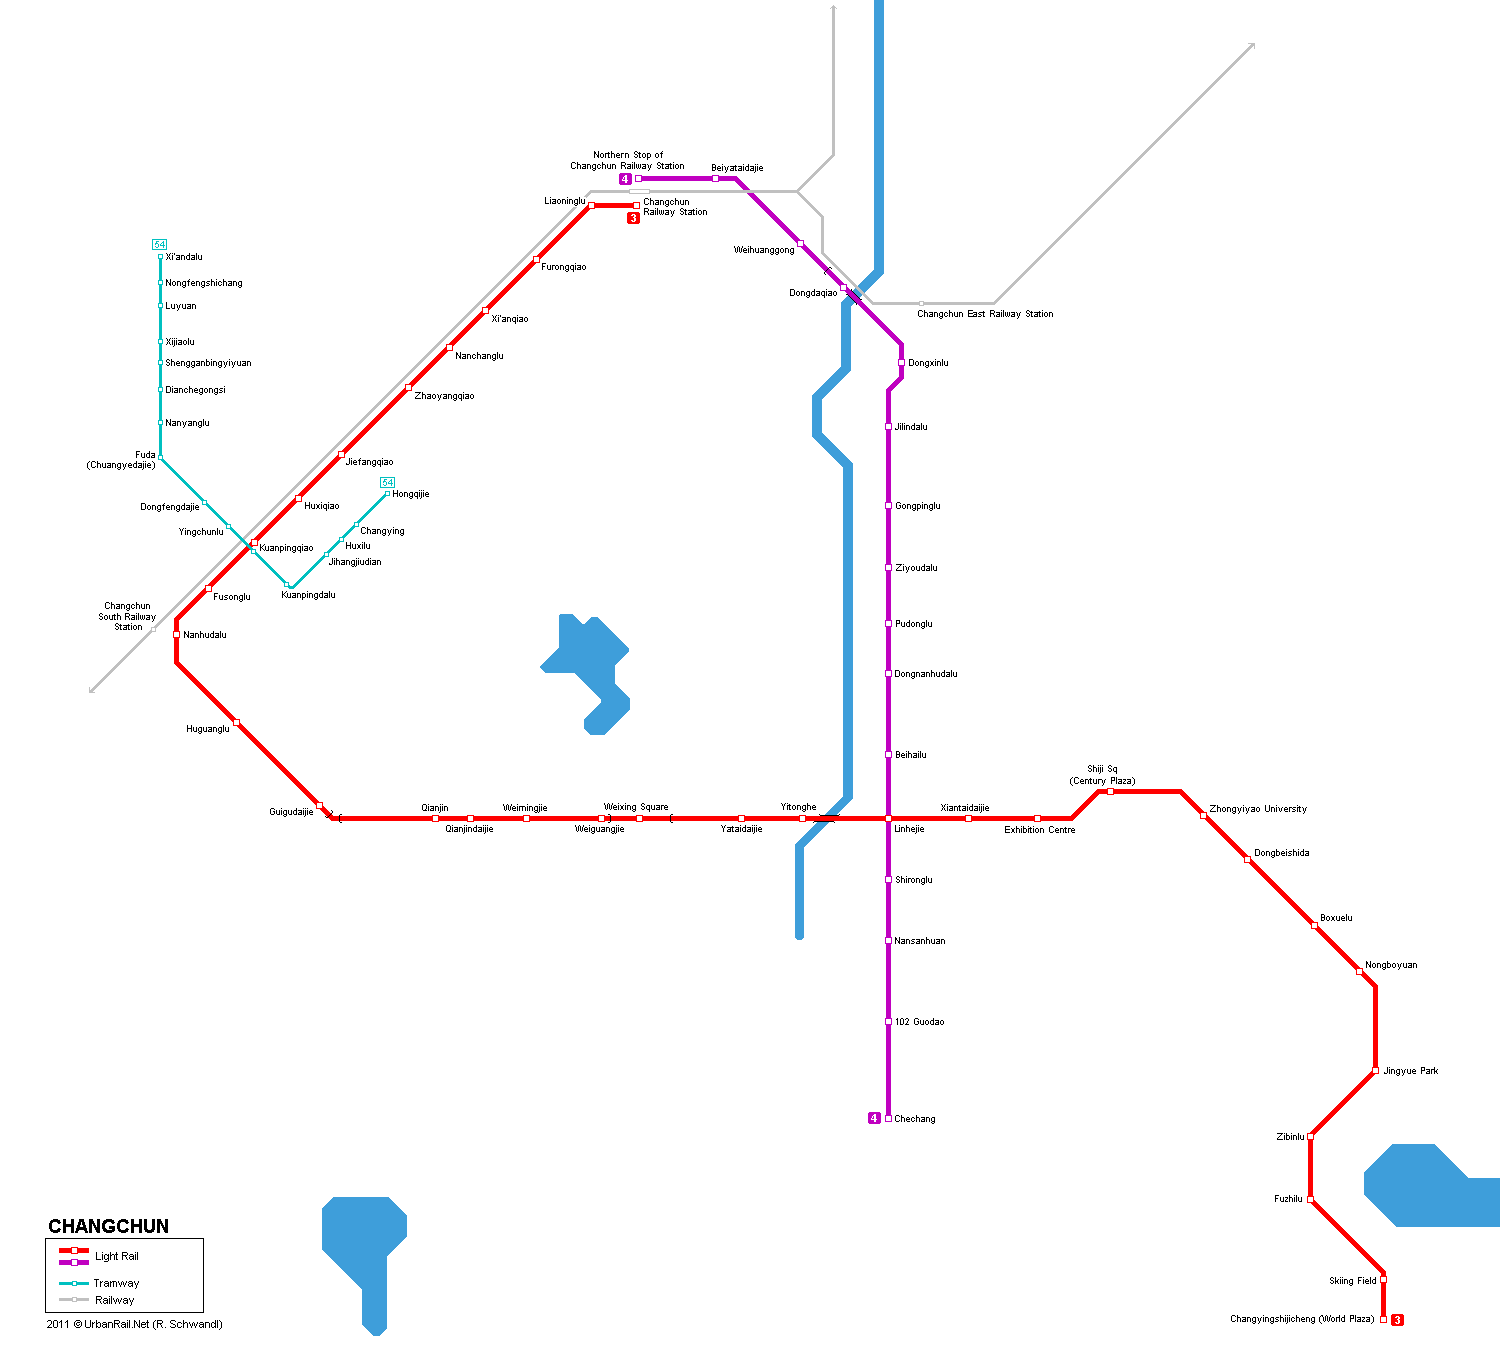 Northern Stop of
Changchun Railway Station
4
Beiyataidajie
Liaoninglu
Changchun
Railway Station
3
54
Xi'andalu
Weihuanggong
Furongqiao
Nongfengshichang
Dongdaqiao
Luyuan
Changchun East Railway Station
Xi'anqiao
Xijiaolu
Nanchanglu
Shengganbingyiyuan
Dongxinlu
Dianchegongsi
Zhaoyangqiao
Nanyanglu
Jilindalu
Fuda
(Chuangyedajie)
Jiefangqiao
54
Hongqijie
Dongfengdajie
Huxiqiao
Gongpinglu
Yingchunlu
Changying
Kuanpingqiao
Huxilu
Jihangjiudian
Ziyoudalu
Fusonglu
Kuanpingdalu
Changchun
South Railway
Station
Pudonglu
Nanhudalu
Dongnanhudalu
Huguanglu
Beihailu
Shiji Sq
(Century Plaza)
Guigudaijie
Qianjin
Weimingjie
Weixing Square
Yitonghe
Xiantaidaijie
Zhongyiyao University
Qianjindaijie
Weiguangjie
Yataidaijie
Linhejie
Exhibition Centre
Dongbeishida
Shironglu
Boxuelu
Nansanhuan
Nongboyuan
102 Guodao
Jingyue Park
4
Chechang
Zibinlu
Fuzhilu
Skiing Field
Changyingshijicheng (World Plaza)
3
CHANGCHUN
Light Rail
Tramway
Railway
2011 © UrbanRail.Net (R. Schwandl)